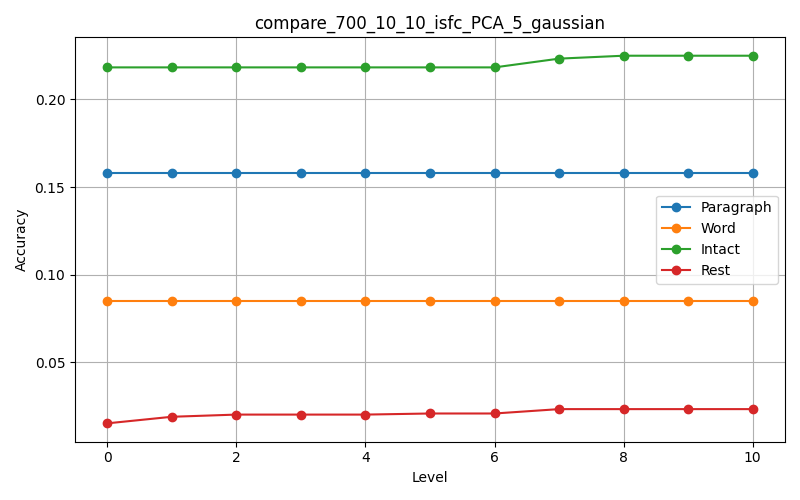 compare_700_10_10_isfc_PCA_5_gaussian
Accuracy
0.20
0.15
0.10
0.05
Paragraph
Word
Intact
Rest
0 2 4 6 8 10
Level